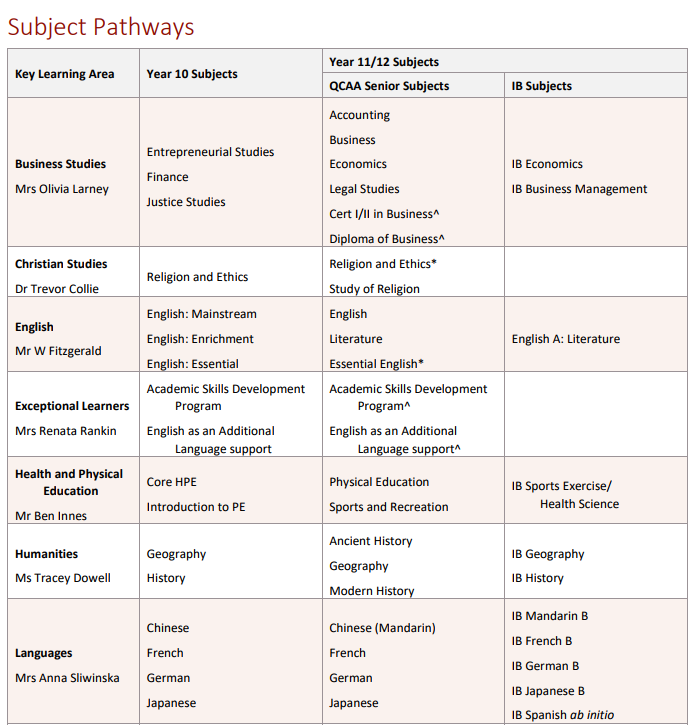 Subject Pathways
Key Learning Area
Year 10 Subjects
Year 11/12 Subjects
QCAA Senior Subjects
IB Subjects
Business Studies
Mrs Olivia Larney
Entrepreneurial Studies
Finance
Justice Studies
Accounting
Business
Economics
Legal Studies
Cert I/II in Business^
Diploma of Business^
IB Economics
IB Business Management
Christian Studies
Dr Trevor Collie
Religion and Ethics
Religion and Ethics*
Study of Religion
English
Mr W Fitzgerald
English: Mainstream
English: Enrichment
English: Essential
English
Literature
Essential English*
English A: Literature
Exceptional Learners
Mrs Renata Rankin
Academic Skills Development
Program
English as an Additional
Language support
Academic Skills Development
Program^
English as an Additional
Language support^
Health and Physical
Education
Mr Ben Innes
Core HPE
Introduction to PE
Physical Education
Sports and Recreation
IB Sports Exercise/
Health Science
Humanities
Ms Tracey Dowell
Geography
History
Ancient History
Geography
Modern History
IB Geography
IB History
Languages
Mrs Anna Sliwinska
Chinese
French
German
Japanese
Chinese (Mandarin)
French
German
Japanese
IB Mandarin B
IB French B
IB German B
IB Japanese B
IB Spanish ab initio